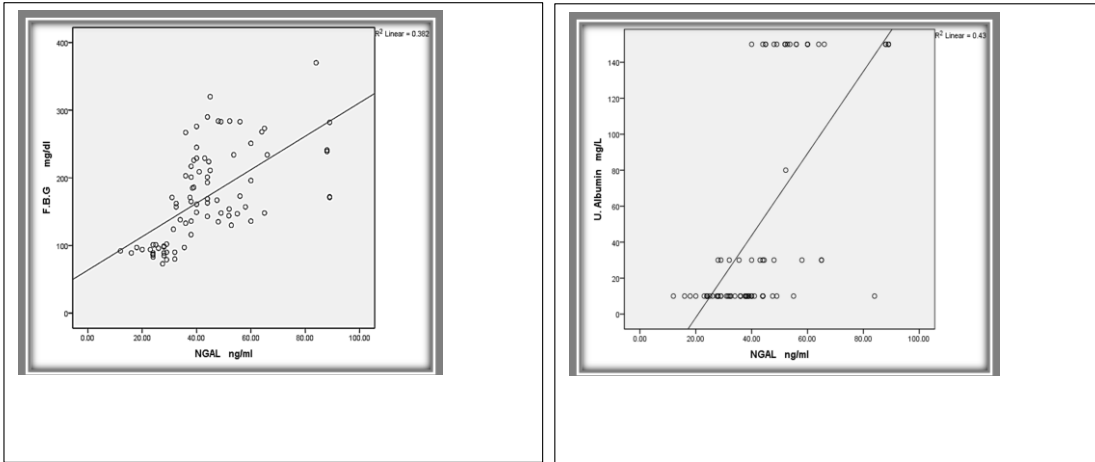 R² Linear = 0.382
F.B.G mg/dl
400
300
200
100
0
0.00 20.00 40.00 60.00 80.00 100.00
NGAL ng/ml
R² Linear = 0.43
U. Albumin mg/L
140
120
100
80
60
40
20
0
0.00 20.00 40.00 60.00 80.00 100.00
NGAL ng/ml